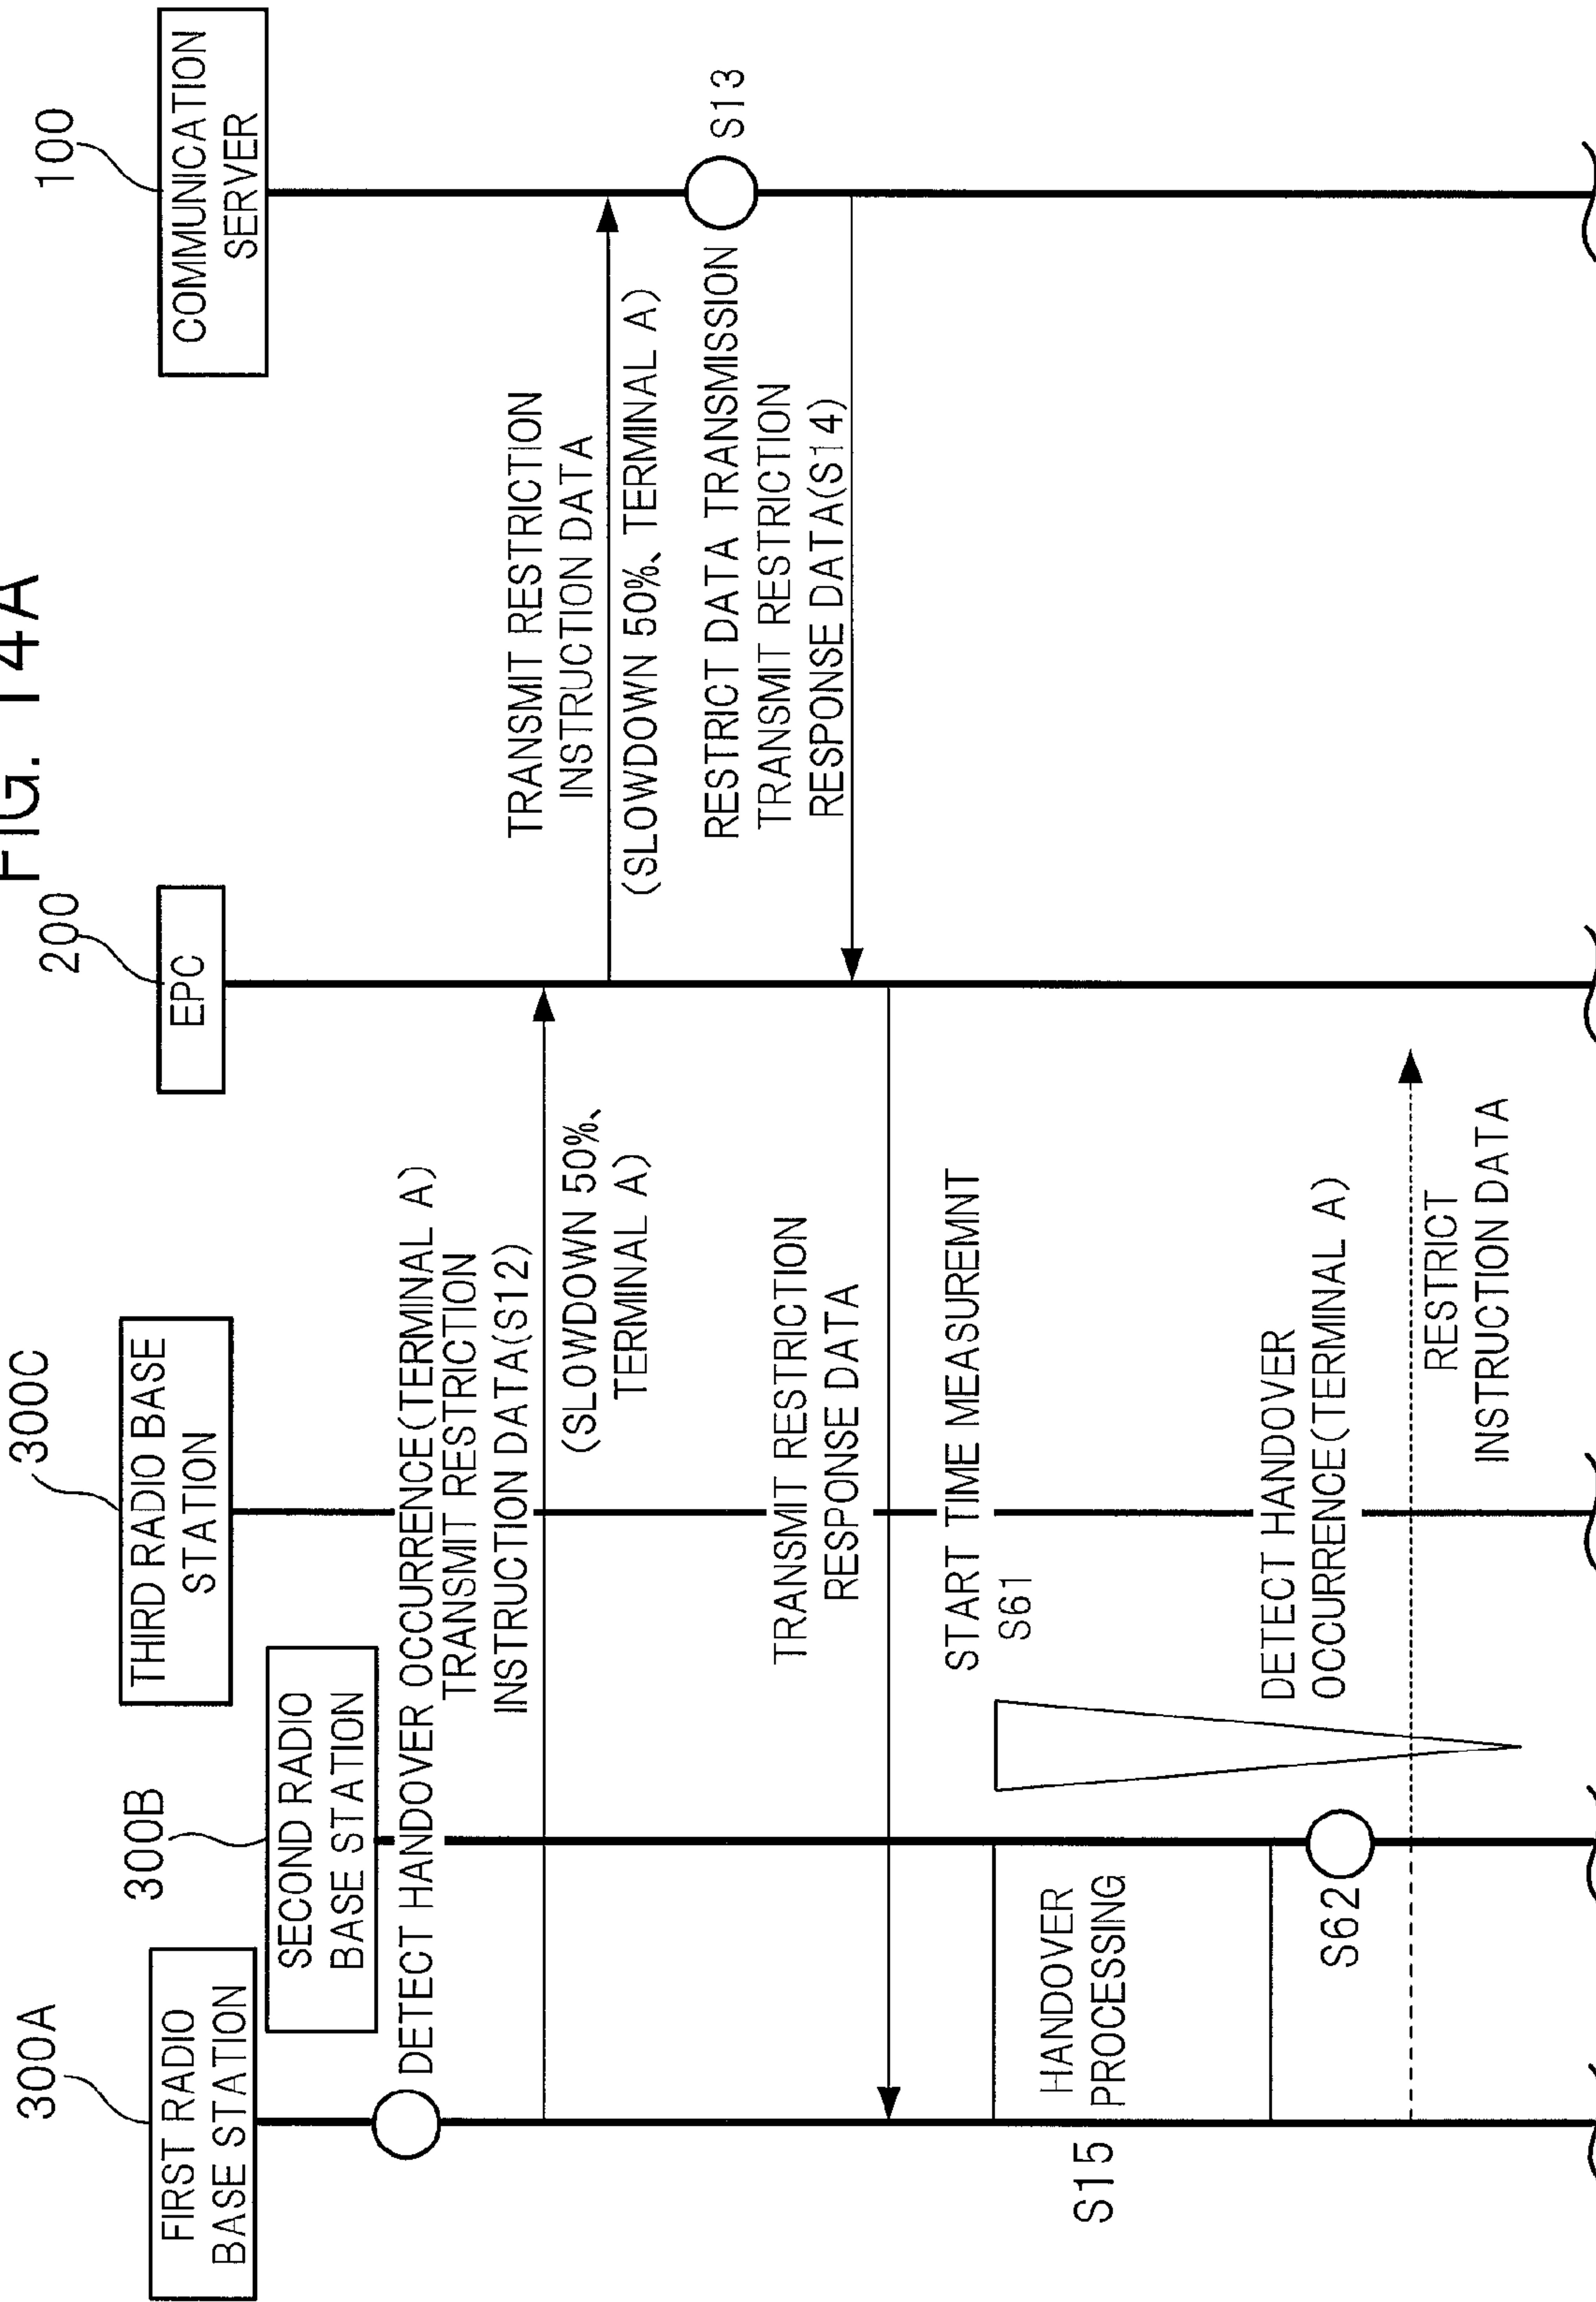 FIG. 14A
300A
FIRST RADIO
BASE STATION
300B
SECOND RADIO
BASE STATION
300C
THIRD RADIO BASE
STATION
200
EPC
100
COMMUNICATION
SERVER
DETECT HANDOVER OCCURRENCE(TERMINAL A)
TRANSMIT RESTRICTION
INSTRUCTION DATA(S12)
(SLOWDOWN 50%、
TERMINAL A)
TRANSMIT RESTRICTION
INSTRUCTION DATA
(SLOWDOWN 50%、TERMINAL A)
S13
RESTRICT DATA TRANSMISSION
TRANSMIT RESTRICTION
RESPONSE DATA(S14)
TRANSMIT RESTRICTION
RESPONSE DATA
START TIME MEASUREMNT
S61
HANDOVER
PROCESSING
S15
DETECT HANDOVER
OCCURRENCE(TERMINAL A)
S62
RESTRICT
INSTRUCTION DATA